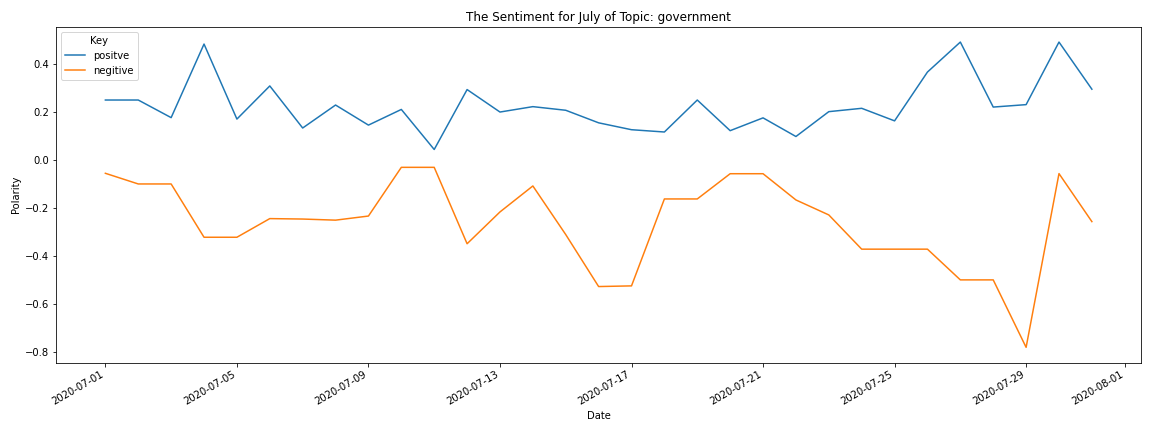 The Sentiment for July of Topic: government
Key
positve
negitive
0.4
0.2
0.0
−0.2
−0.4
−0.6
−0.8
Polarity
2020-07-01
2020-07-05
2020-07-09
2020-07-13
2020-07-17
2020-07-21
2020-07-25
2020-07-29
2020-08-01
Date